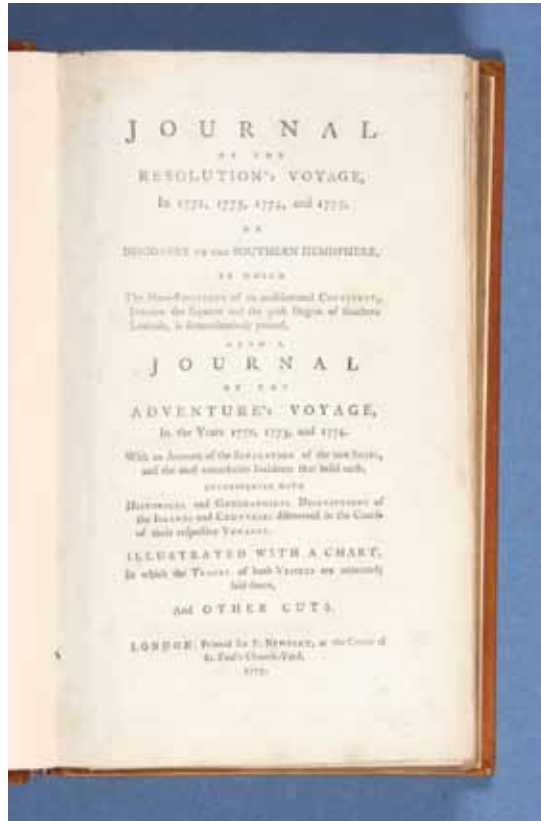 JOURNAL
OF THE
RESOLUTION's VOYAGE,
In 1772, 1773, 1774, and 1775.
ON
DISCOVERY TO THE SOUTHERN HEMISPHERE,
BY WHICH
The Non-Existence of an undiscovered Continent,
between the Equator and the 50th Degree of Southern
Latitude, is demonstratively proved.
ALSO A
JOURNAL
OF THE
ADVENTURE's VOYAGE,
In the Years 1772, 1773, and 1774.
With an Account of the Separation of the two Ships,
and the most remarkable Incidents that befel each.
INTERSPERSED WITH
Historical and Geographical Descriptions of
the Islands and Countries discovered in the Course
of their respective Voyages.
ILLUSTRATED WITH A CHART,
In which the Tracks of both Vessels are accurately
laid down,
And OTHER CUTS.
LONDON: Printed for F. Newbery, at the Corner of
St. Paul's Church-Yard.
1775.